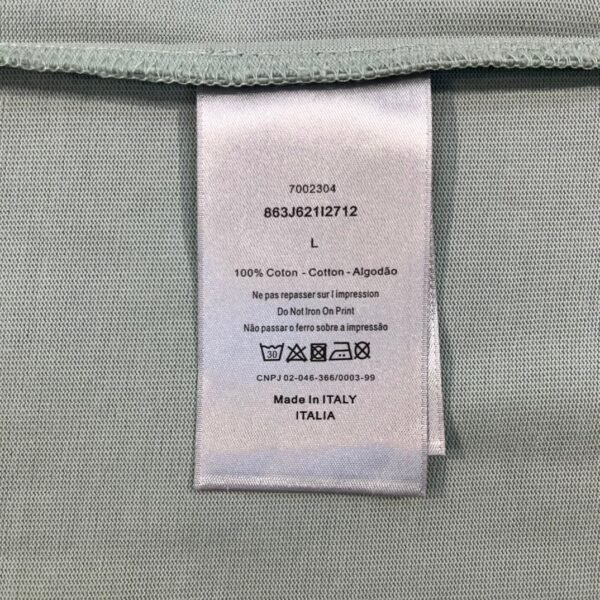 7002304
863J621I2712
L
100% Coton - Cotton - Algodão
Ne pas repasser sur l impression
Do Not Iron On Print
Não passar o ferro sobre a impressão
30
CNPJ 02-046-366/0003-99
Made In ITALY
ITALIA